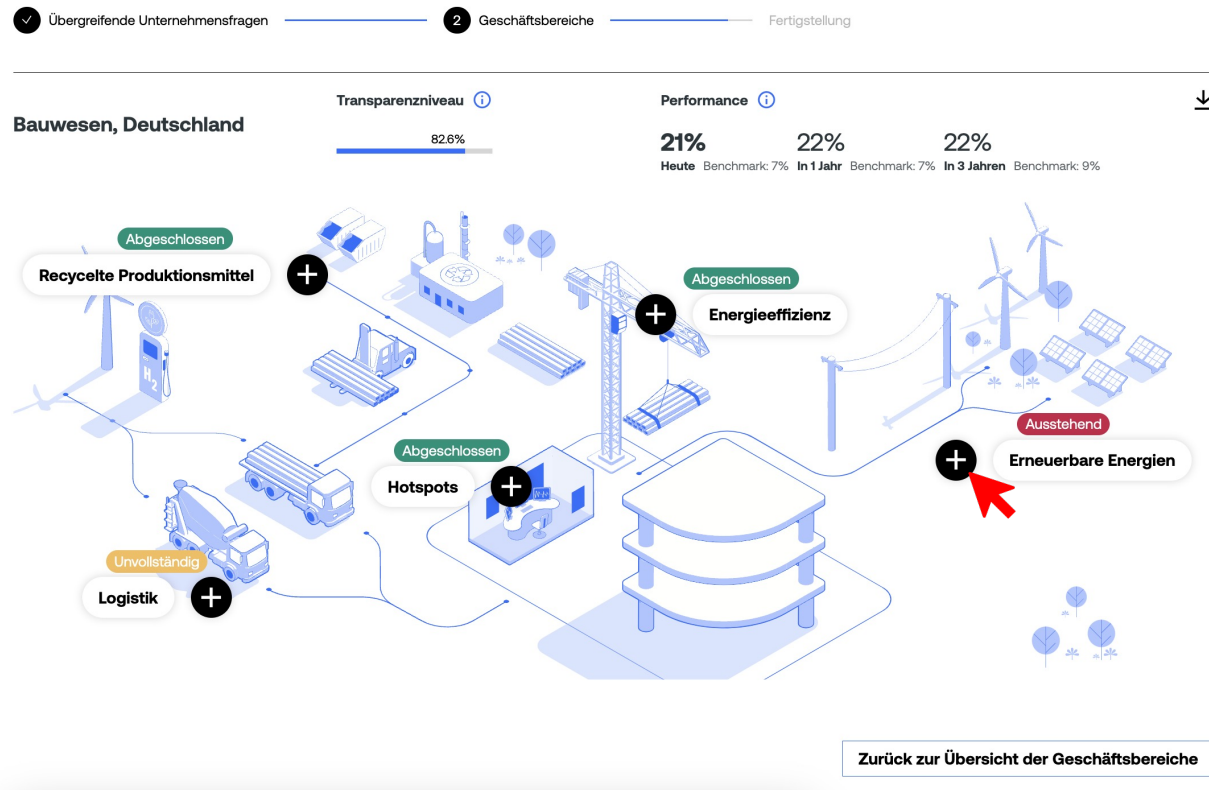 Übergreifende Unternehmensfragen
2 Geschäftsbereiche
Fertigstellung
Bauwesen, Deutschland
Transparenzniveau i
82.6%
Performance i
21% 22% 22%
Heute Benchmark: 7% In 1 Jahr Benchmark: 7% In 3 Jahren Benchmark: 9%
Abgeschlossen
Recycelte Produktionsmittel
Abgeschlossen
Energieeffizienz
H2
Ausstehend
Erneuerbare Energien
Abgeschlossen
Hotspots
Unvollständig
Logistik
Zurück zur Übersicht der Geschäftsbereiche